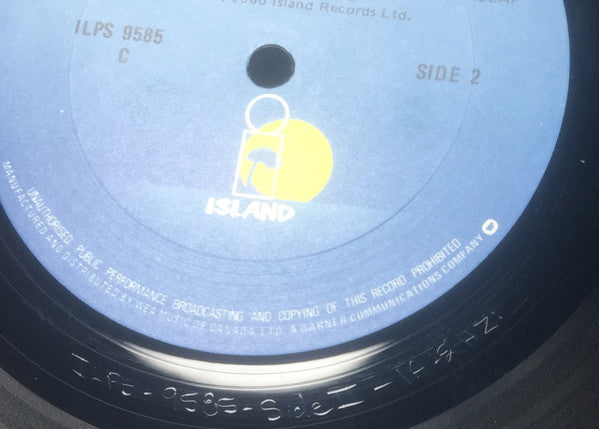 1980 Island Records Ltd.
ILPS 9585
C
SIDE 2
ISLAND
UNAUTHORISED PUBLIC PERFORMANCE BROADCASTING AND COPYING OF THIS RECORD PROHIBITED
MANUFACTURED AND DISTRIBUTED BY WEA MUSIC OF CANADA, LTD. A WARNER COMMUNICATIONS COMPANY
ILPS-9585-Side II